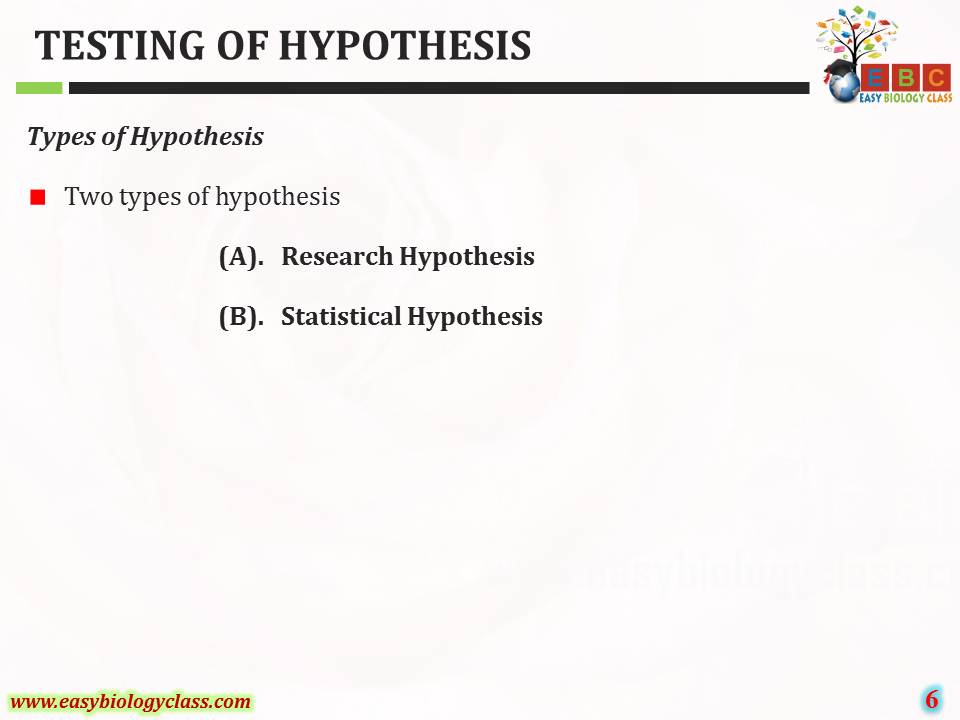 TESTING OF HYPOTHESIS
E B C
EASY BIOLOGY CLASS
Types of Hypothesis
Two types of hypothesis
(A). Research Hypothesis
(B). Statistical Hypothesis
easybiologyclass.c
www.easybiologyclass.com
6